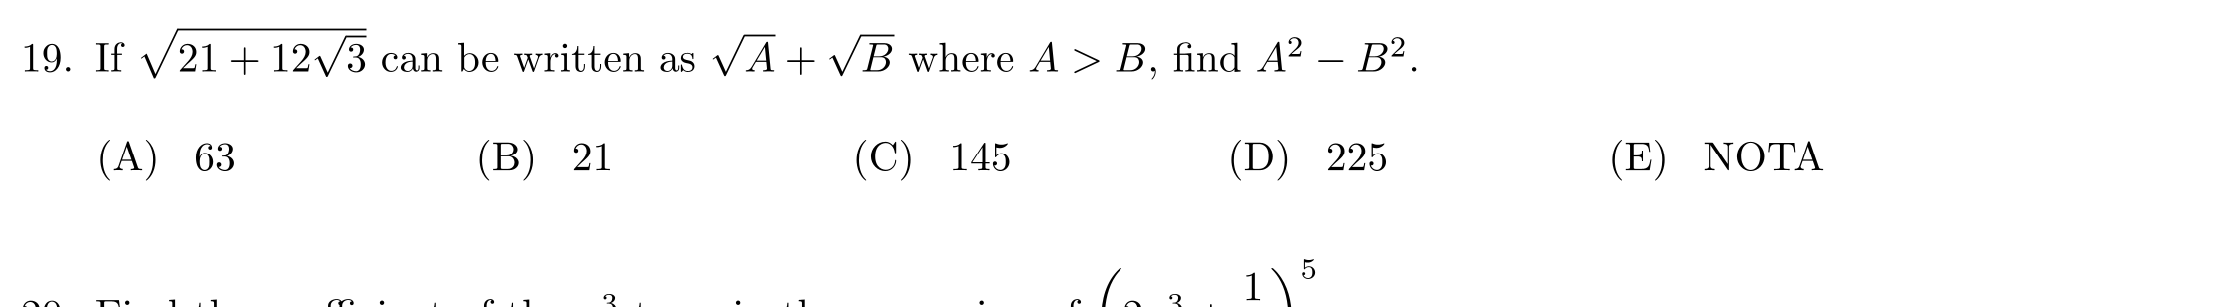 19. If √(21 + 12√3) can be written as √A + √B where A > B, find A² − B².
(A) 63 (B) 21 (C) 145 (D) 225 (E) NOTA